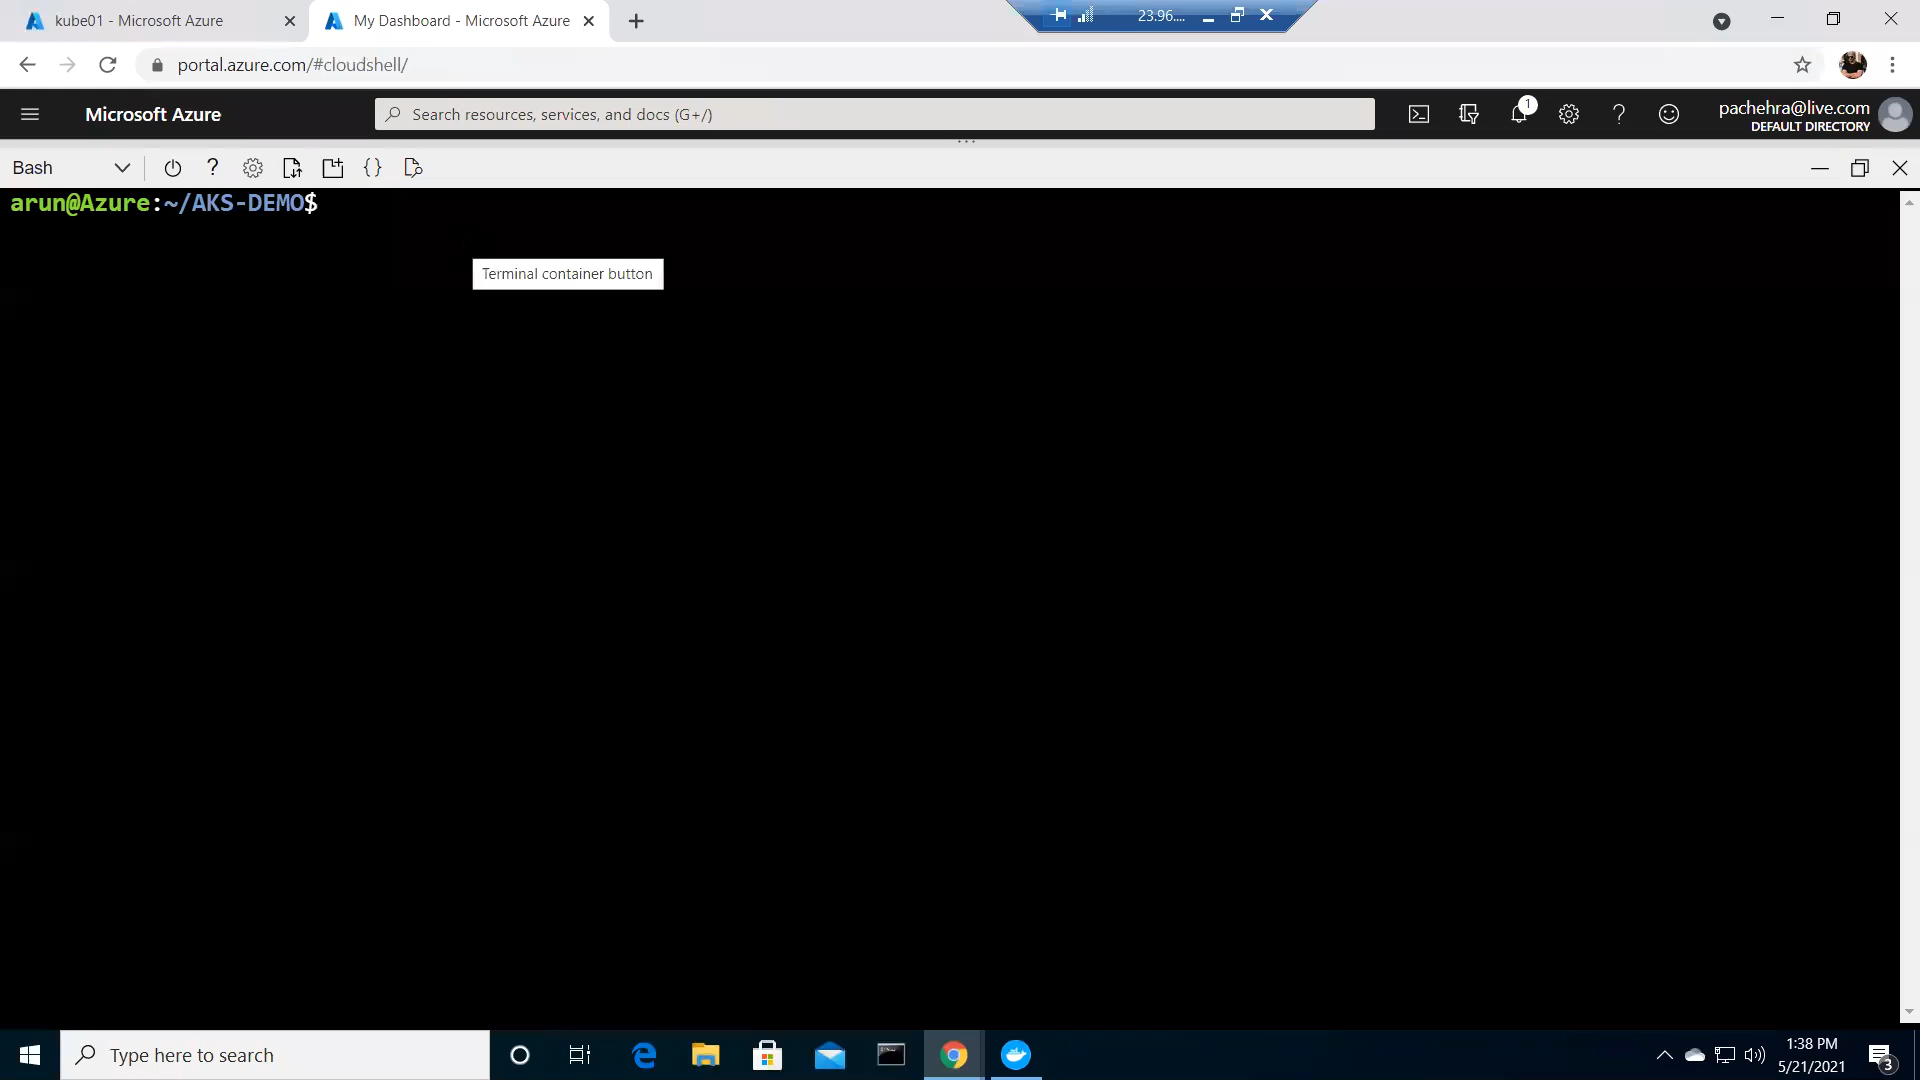 kube01 - Microsoft Azure
My Dashboard - Microsoft Azure
23.96....
portal.azure.com/#cloudshell/
Microsoft Azure
Search resources, services, and docs (G+/)
1
pachehra@live.com
DEFAULT DIRECTORY
Bash
arun@Azure:~/AKS-DEMO$
Terminal container button
Type here to search
1:38 PM
5/21/2021
3